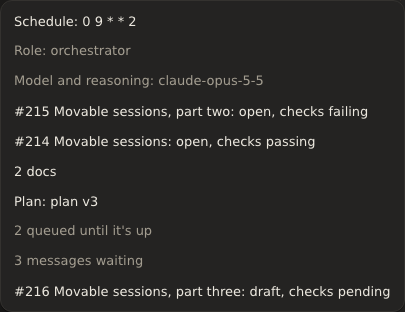 Schedule: 0 9 * * 2
Role: orchestrator
Model and reasoning: claude-opus-5-5
#215 Movable sessions, part two: open, checks failing
#214 Movable sessions: open, checks passing
2 docs
Plan: plan v3
2 queued until it's up
3 messages waiting
#216 Movable sessions, part three: draft, checks pending